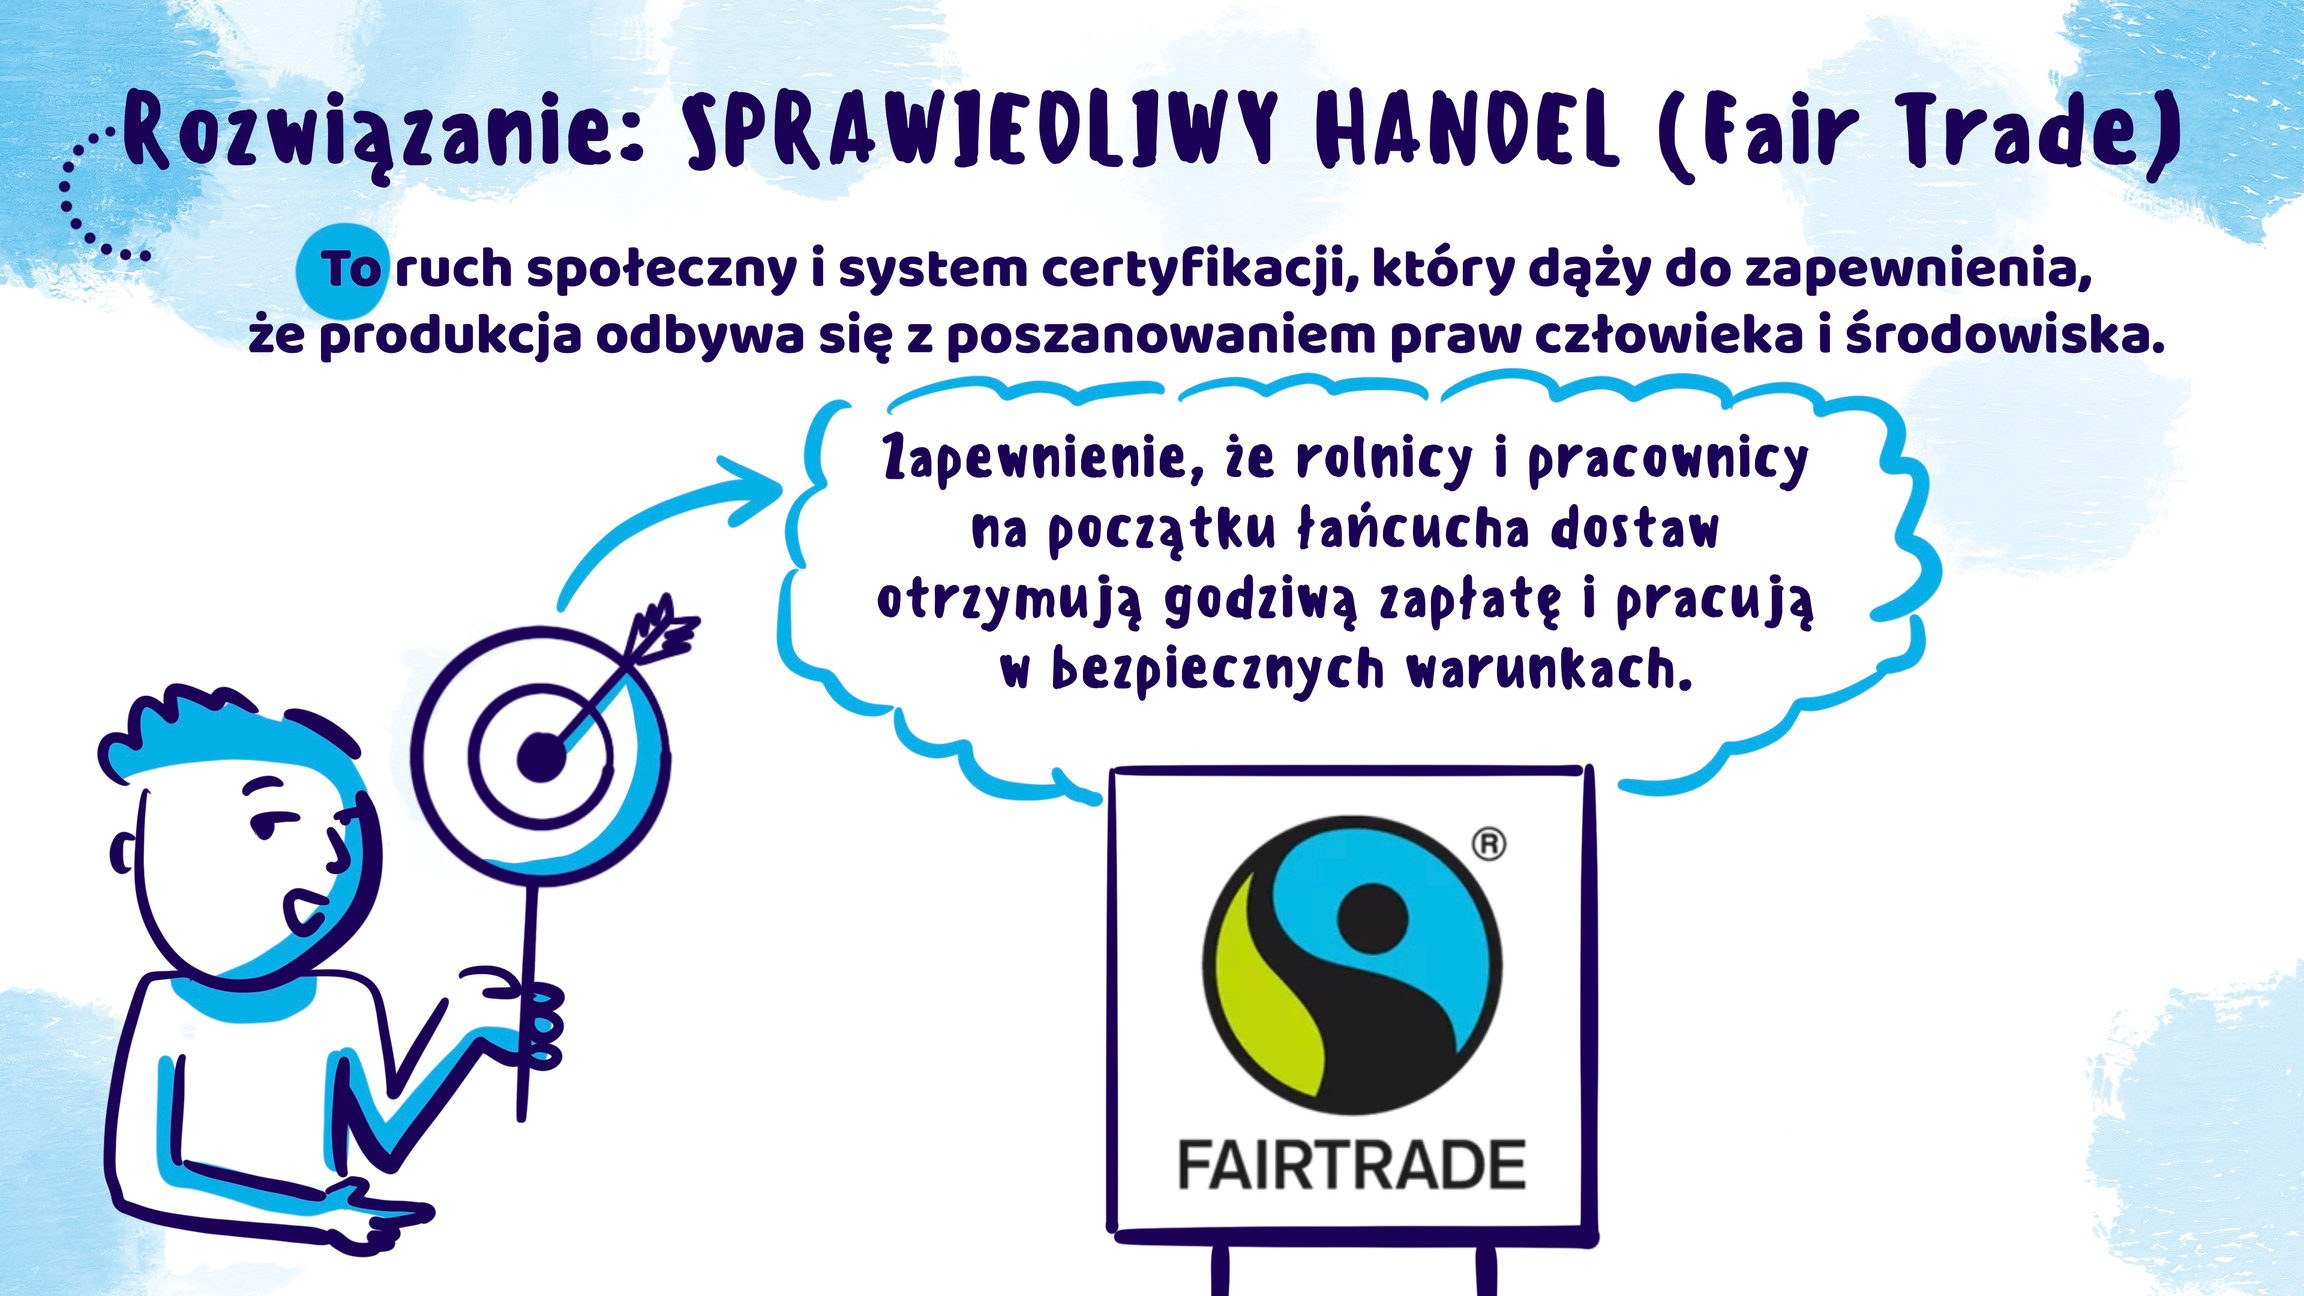 Rozwiązanie: SPRAWIEDLIWY HANDEL (Fair Trade)
To ruch społeczny i system certyfikacji, który dąży do zapewnienia,
że produkcja odbywa się z poszanowaniem praw człowieka i środowiska.
Zapewnienie, że rolnicy i pracownicy
na początku łańcucha dostaw
otrzymują godziwą zapłatę i pracują
w bezpiecznych warunkach.
®
FAIRTRADE